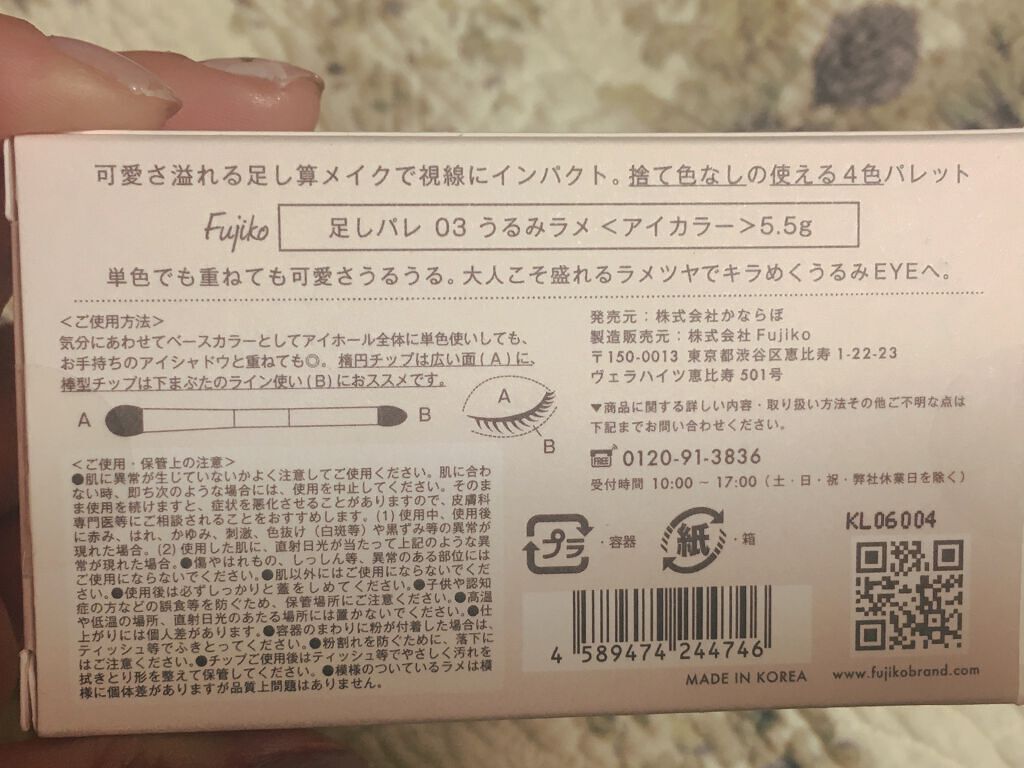 可愛さ溢れる足し算メイクで視線にインパクト。捨て色なしの使える4色パレット
Fujiko
足しパレ 03 うるみラメ＜アイカラー＞5.5g
単色でも重ねても可愛さうるうる。大人こそ盛れるラメツヤでキラめくうるみEYEへ。
＜ご使用方法＞
気分にあわせてベースカラーとしてアイホール全体に単色使いしても、
お手持ちのアイシャドウと重ねても◎。楕円チップは広い面(A)に、
棒型チップは下まぶたのライン使い(B)におススメです。
A
B
A
B
＜ご使用・保管上の注意＞
●肌に異常が生じていないかよく注意してご使用ください。肌に合わ
ない時、即ち次のような場合には、使用を中止してください。そのま
ま使用を続けますと、症状を悪化させることがありますので、皮膚科
専門医等にご相談されることをおすすめします。(1) 使用中、使用後
に赤み、はれ、かゆみ、刺激、色抜け(白斑等)や黒ずみ等の異常が
現れた場合。(2) 使用した肌に、直射日光が当たって上記のような異
常が現れた場合。●傷やはれもの、しっしん等、異常のある部位には
ご使用にならないでください。●肌以外にはご使用にならないでくだ
さい。●使用後は必ずしっかりと蓋をしめてください。●子供や認知
症の方などの誤食等を防ぐため、保管場所にご注意ください。●高温
や低温の場所、直射日光のあたる場所には置かないでください。●仕
上がりには個人差があります。●容器のまわりに粉が付着した場合は、
ティッシュ等でふきとってください。●粉割れを防ぐために、落下に
はご注意ください。●チップご使用後はティッシュ等でやさしく汚れを
拭きとり形を整えて保管してください。●模様のついているラメは模
様に個体差がありますが品質上問題はありません。
発売元：株式会社かならぼ
製造販売元：株式会社Fujiko
〒150-0013 東京都渋谷区恵比寿 1-22-23
ヴェラハイツ恵比寿 501号
▼商品に関する詳しい内容・取り扱い方法その他ご不明な点は
下記までお問い合わせください。
FREE 0120-91-3836
受付時間 10:00 ～ 17:00 (土・日・祝・弊社休業日を除く)
プラ ・容器 紙 ・箱
KL06004
4 589474 244746
MADE IN KOREA
www.fujikobrand.com